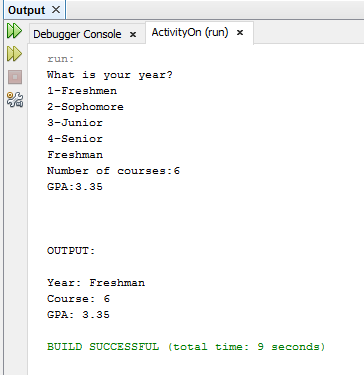 Output ×
Debugger Console × ActivityOn (run) ×
run:
What is your year?
1-Freshmen
2-Sophomore
3-Junior
4-Senior
Freshman
Number of courses:6
GPA:3.35
OUTPUT:
Year: Freshman
Course: 6
GPA: 3.35
BUILD SUCCESSFUL (total time: 9 seconds)